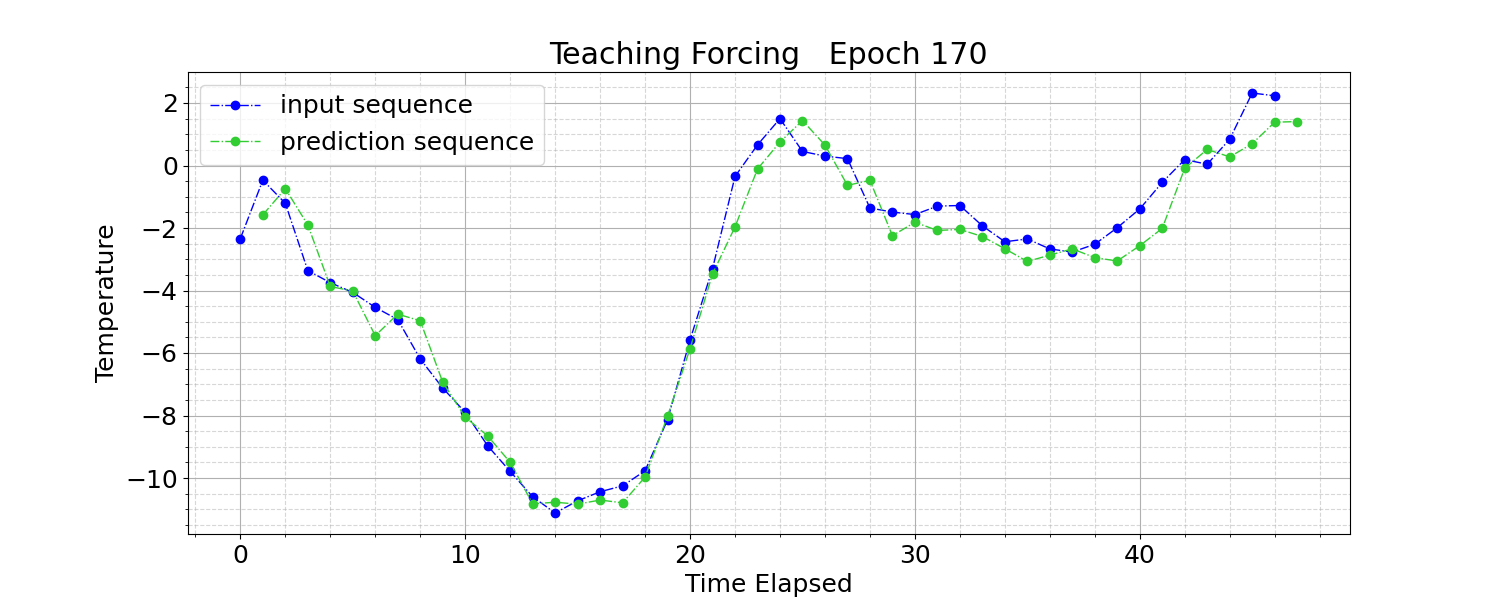 Teaching Forcing   Epoch 170
input sequence
prediction sequence
Temperature
2
0
−2
−4
−6
−8
−10
0 10 20 30 40
Time Elapsed